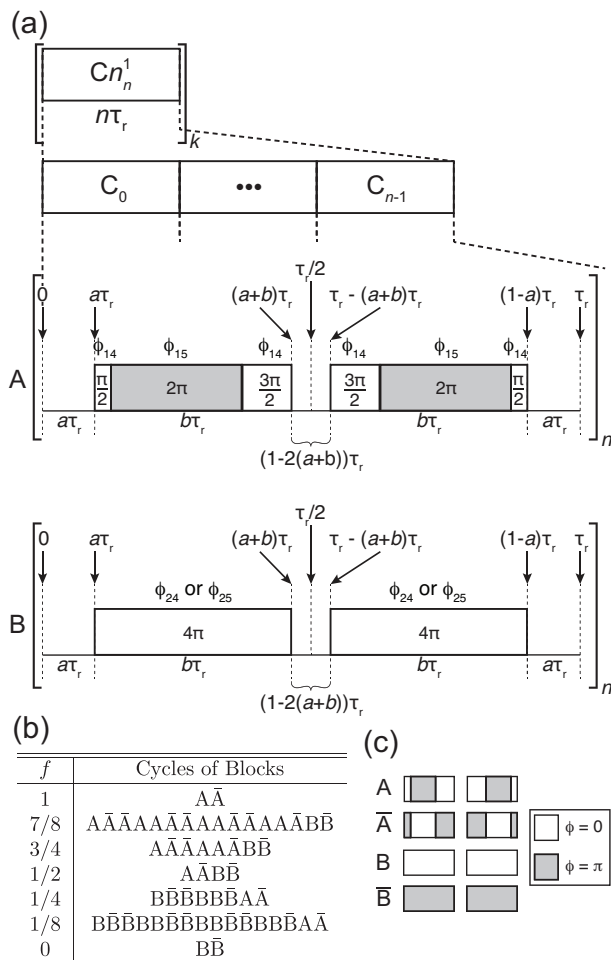 (a)
Cn¹ₙ
nτᵣ
k
C₀ ••• Cₙ₋₁
τᵣ/2
0 aτᵣ (a+b)τᵣ τᵣ - (a+b)τᵣ (1-a)τᵣ τᵣ
ϕ₁₄ ϕ₁₅ ϕ₁₄ ϕ₁₄ ϕ₁₅ ϕ₁₄
A π/2 2π 3π/2 3π/2 2π π/2
aτᵣ bτᵣ bτᵣ aτᵣ n
(1-2(a+b))τᵣ
τᵣ/2
0 aτᵣ (a+b)τᵣ τᵣ - (a+b)τᵣ (1-a)τᵣ τᵣ
ϕ₂₄ or ϕ₂₅ ϕ₂₄ or ϕ₂₅
B 4π 4π
aτᵣ bτᵣ bτᵣ aτᵣ n
(1-2(a+b))τᵣ
(b)
f Cycles of Blocks
1 AĀ
7/8 AĀĀAAĀĀAAĀĀAAĀBB̄
3/4 AĀĀAAĀBB̄
1/2 AĀBB̄
1/4 BB̄B̄BBB̄AĀ
1/8 BB̄B̄BBB̄B̄BBB̄B̄BBB̄AĀ
0 BB̄
(c)
A
Ā
B
B̄
ϕ = 0
ϕ = π